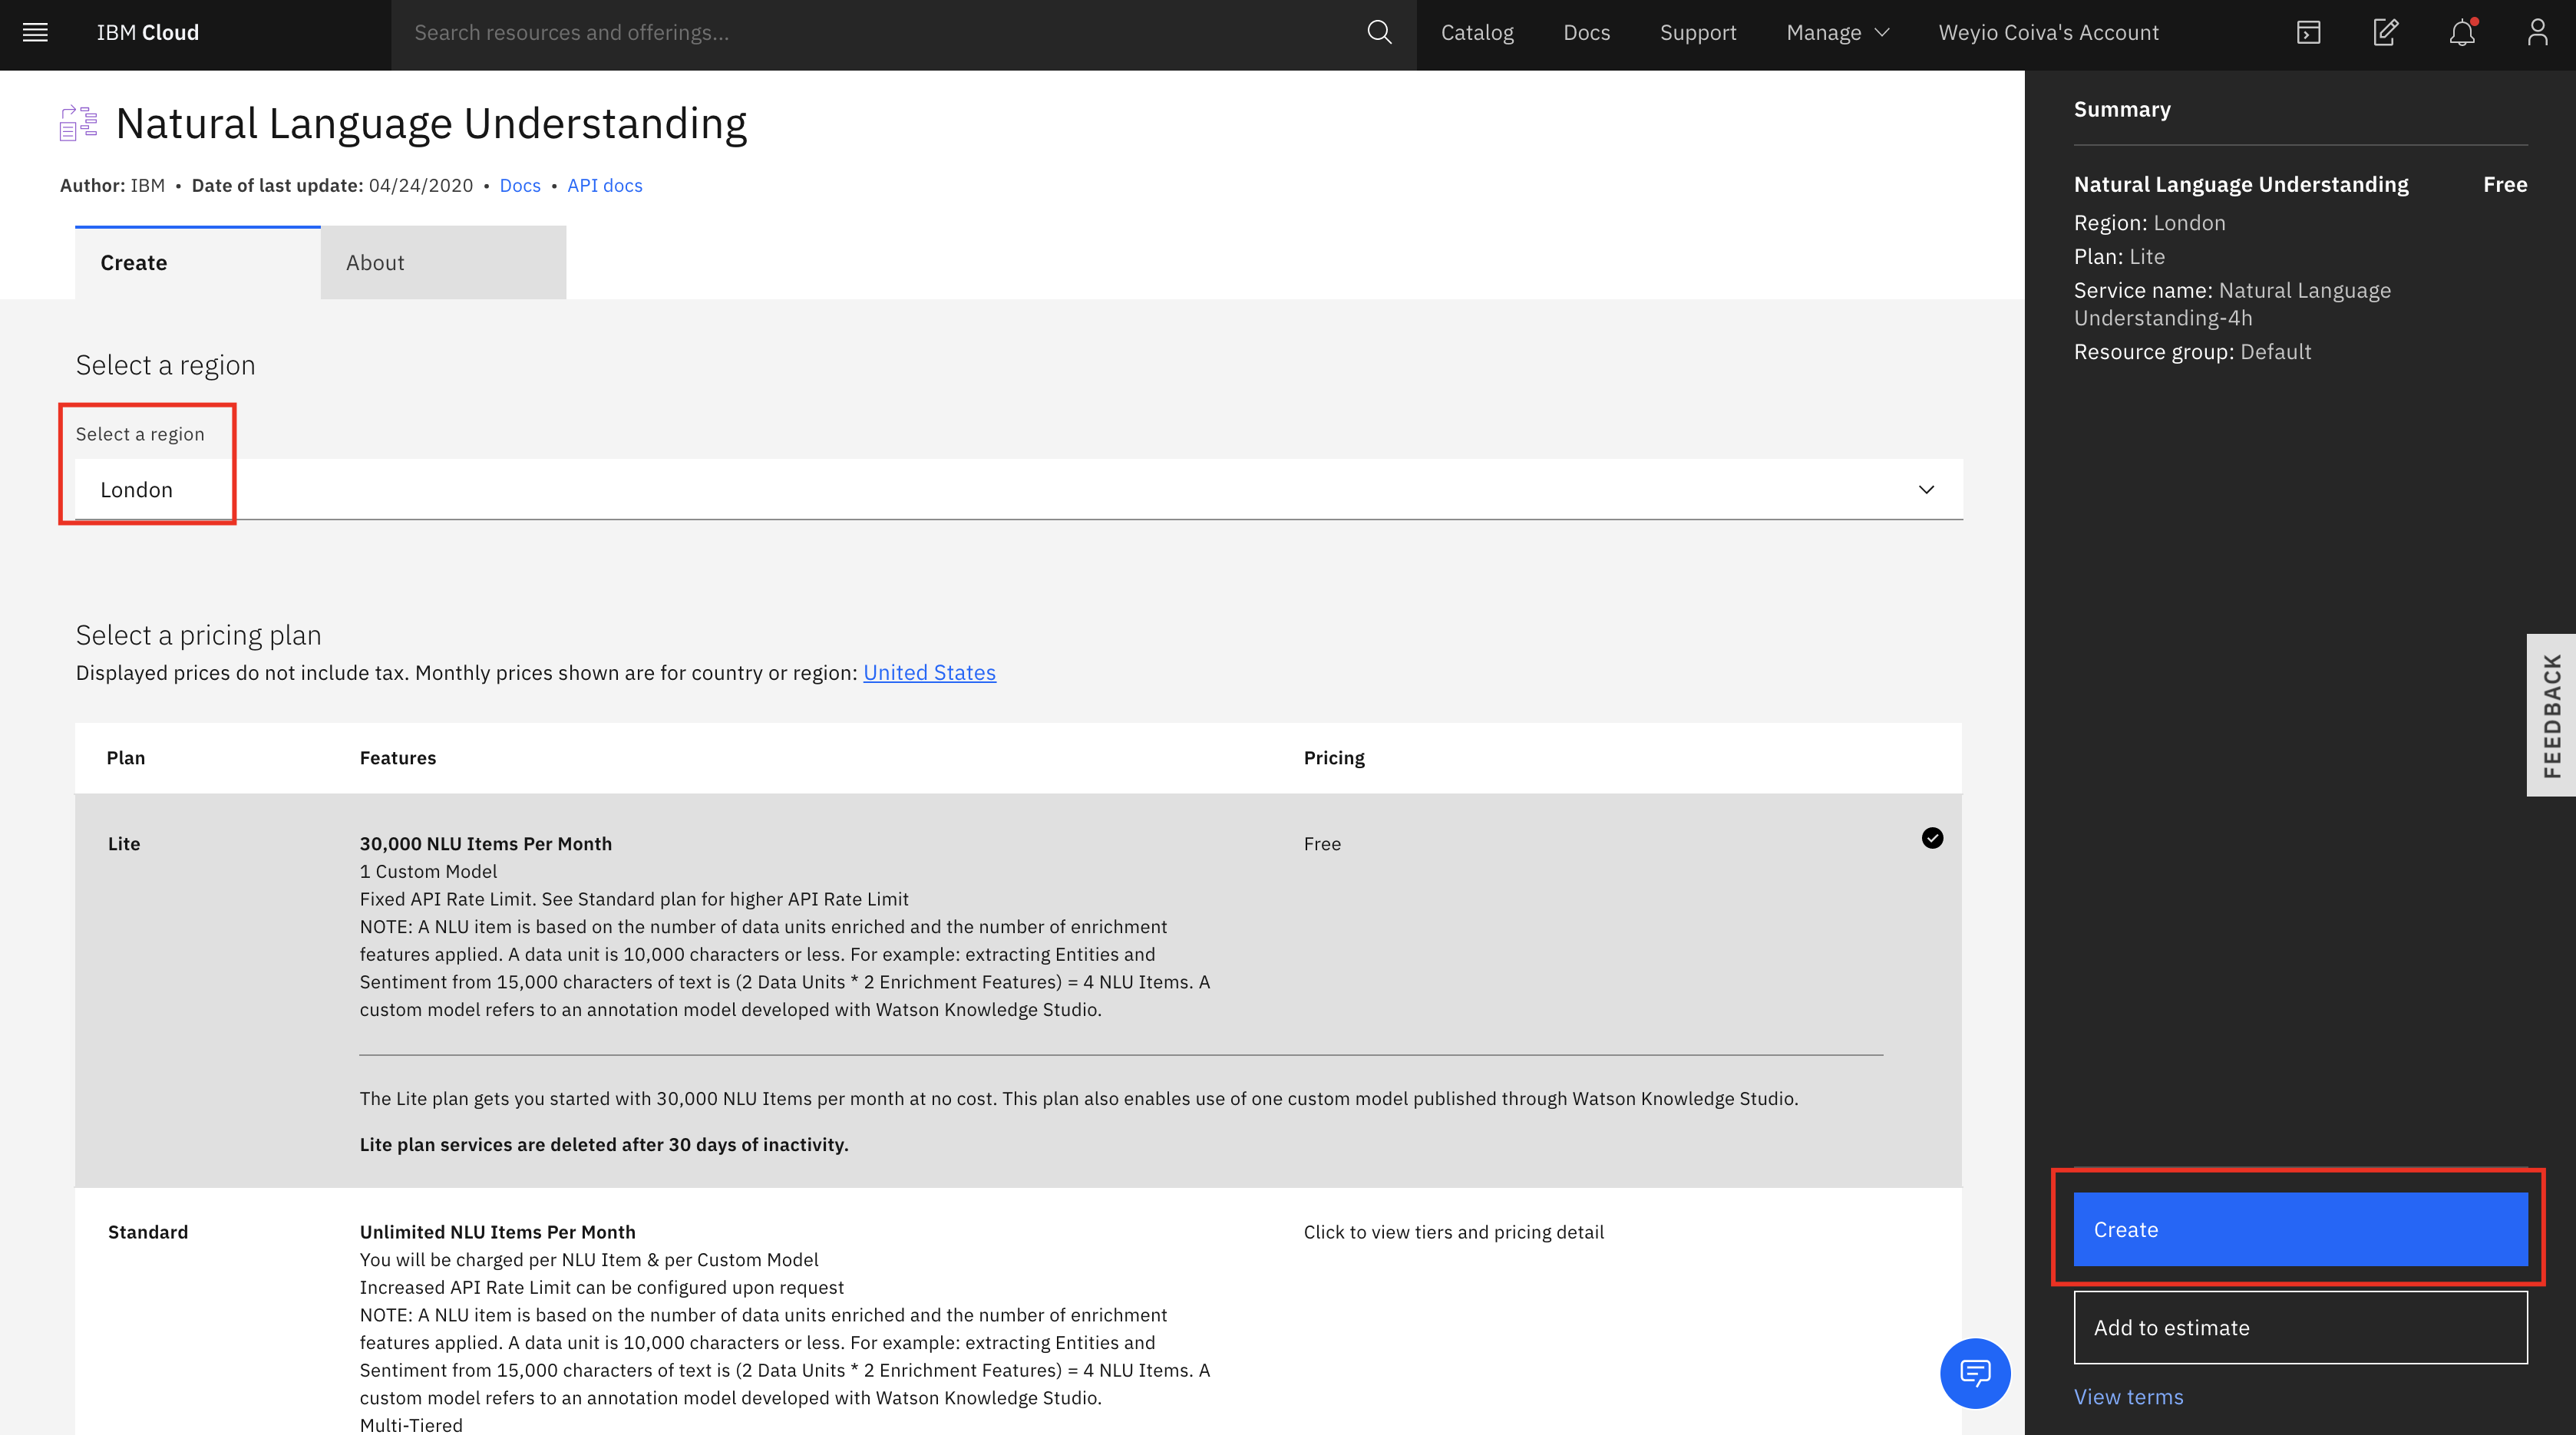 IBM Cloud
Search resources and offerings...
Catalog
Docs
Support
Manage
Weyio Coiva's Account
Natural Language Understanding
Author: IBM • Date of last update: 04/24/2020 • Docs • API docs
Create
About
Select a region
Select a region
London
Select a pricing plan
Displayed prices do not include tax. Monthly prices shown are for country or region: United States
Plan
Features
Pricing
Lite
30,000 NLU Items Per Month
1 Custom Model
Fixed API Rate Limit. See Standard plan for higher API Rate Limit
NOTE: A NLU item is based on the number of data units enriched and the number of enrichment
features applied. A data unit is 10,000 characters or less. For example: extracting Entities and
Sentiment from 15,000 characters of text is (2 Data Units * 2 Enrichment Features) = 4 NLU Items. A
custom model refers to an annotation model developed with Watson Knowledge Studio.
Free
The Lite plan gets you started with 30,000 NLU Items per month at no cost. This plan also enables use of one custom model published through Watson Knowledge Studio.
Lite plan services are deleted after 30 days of inactivity.
Standard
Unlimited NLU Items Per Month
You will be charged per NLU Item & per Custom Model
Increased API Rate Limit can be configured upon request
NOTE: A NLU item is based on the number of data units enriched and the number of enrichment
features applied. A data unit is 10,000 characters or less. For example: extracting Entities and
Sentiment from 15,000 characters of text is (2 Data Units * 2 Enrichment Features) = 4 NLU Items. A
custom model refers to an annotation model developed with Watson Knowledge Studio.
Multi-Tiered
Click to view tiers and pricing detail
Summary
Natural Language Understanding
Free
Region: London
Plan: Lite
Service name: Natural Language
Understanding-4h
Resource group: Default
FEEDBACK
Create
Add to estimate
View terms